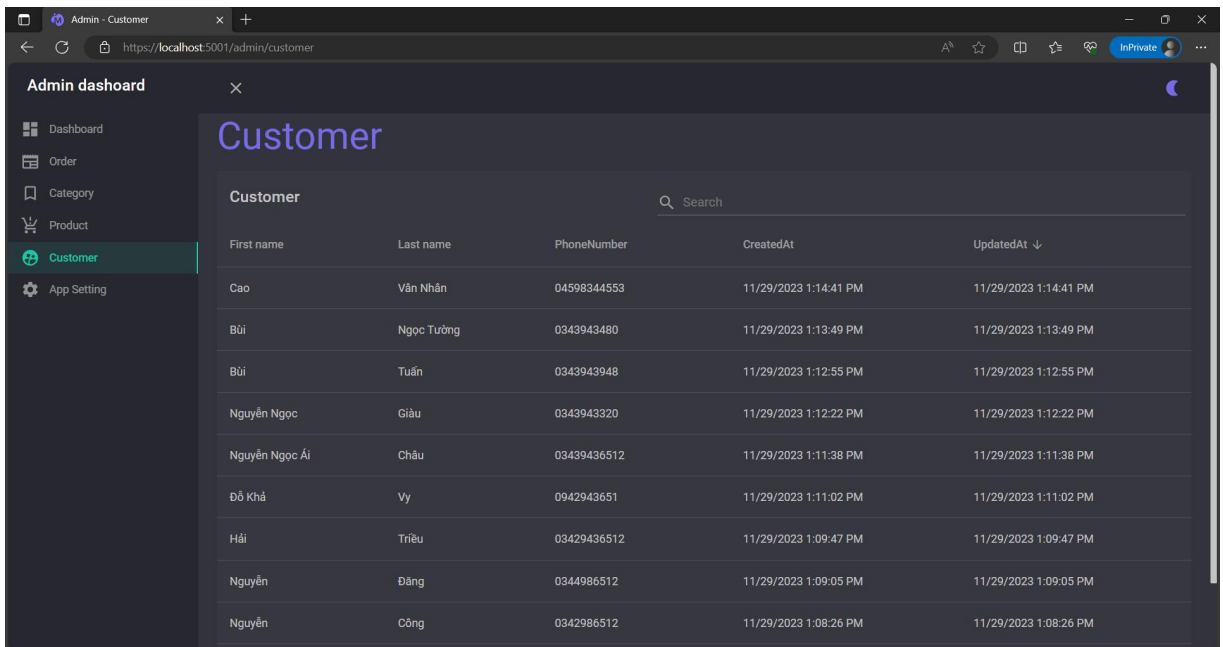 Admin - Customer
https://localhost:5001/admin/customer
InPrivate
Admin dashoard
Dashboard
Order
Category
Product
Customer
App Setting
Customer
Customer
Search
First name Last name PhoneNumber CreatedAt UpdatedAt
Cao Văn Nhân 04598344553 11/29/2023 1:14:41 PM 11/29/2023 1:14:41 PM
Bùi Ngọc Tường 0343943480 11/29/2023 1:13:49 PM 11/29/2023 1:13:49 PM
Bùi Tuấn 0343943948 11/29/2023 1:12:55 PM 11/29/2023 1:12:55 PM
Nguyễn Ngọc Giàu 0343943320 11/29/2023 1:12:22 PM 11/29/2023 1:12:22 PM
Nguyễn Ngọc Ái Châu 03439436512 11/29/2023 1:11:38 PM 11/29/2023 1:11:38 PM
Đỗ Khả Vy 0942943651 11/29/2023 1:11:02 PM 11/29/2023 1:11:02 PM
Hải Triều 03429436512 11/29/2023 1:09:47 PM 11/29/2023 1:09:47 PM
Nguyễn Đăng 0344986512 11/29/2023 1:09:05 PM 11/29/2023 1:09:05 PM
Nguyễn Công 0342986512 11/29/2023 1:08:26 PM 11/29/2023 1:08:26 PM